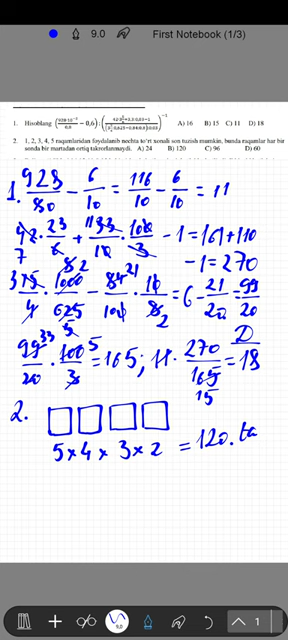 9.0
First Notebook (1/3)
1. Hisoblang A) 16 B) 15 C) 11 D) 18
2. 1, 2, 3, 4, 5 raqamlaridan foydalanib nechta to'rt xonali son tuzish mumkin, bunda raqamlar har bir
sonda bir martadan ortiq takrorlanmaydi. A) 24 B) 120 C) 96 D) 60
1. 928/80 - 6/10 = 116/10 - 6/10 = 11
42·23/6 + 1133/10·100/3 - 1 = 161+110
7
-1=270
375/4·1000/625 - 84/100·10/8 = 6 - 21/20 = 99/20
99/20·100/3 = 165; 11·270/165 = 18
D
15
2.
5×4×3×2 = 120.ta
9.0
1